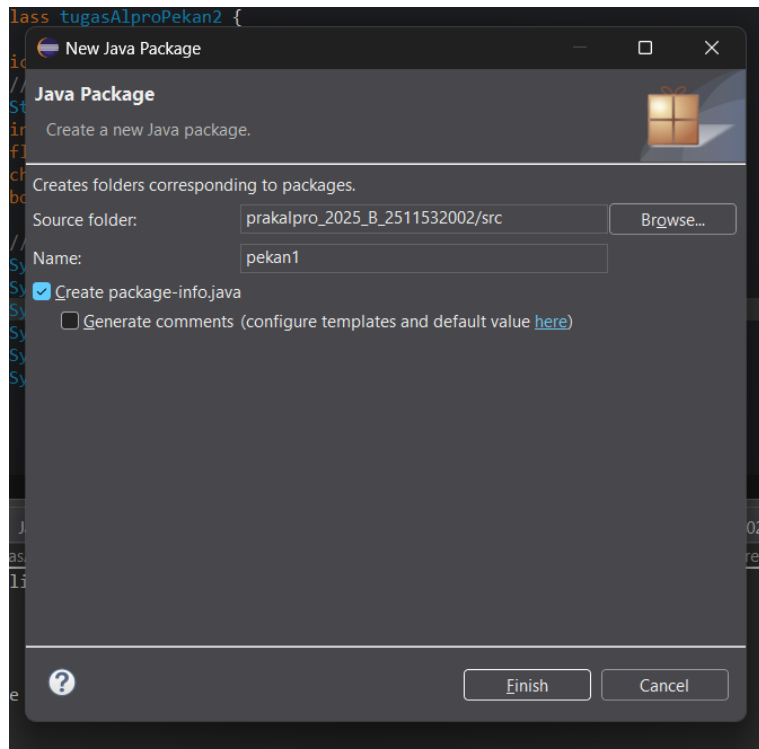 lass tugasAlproPekan2 {
New Java Package
Java Package
Create a new Java package.
Creates folders corresponding to packages.
Source folder: prakalpro_2025_B_2511532002/src Browse...
Name: pekan1
Create package-info.java
Generate comments (configure templates and default value here)
Finish Cancel